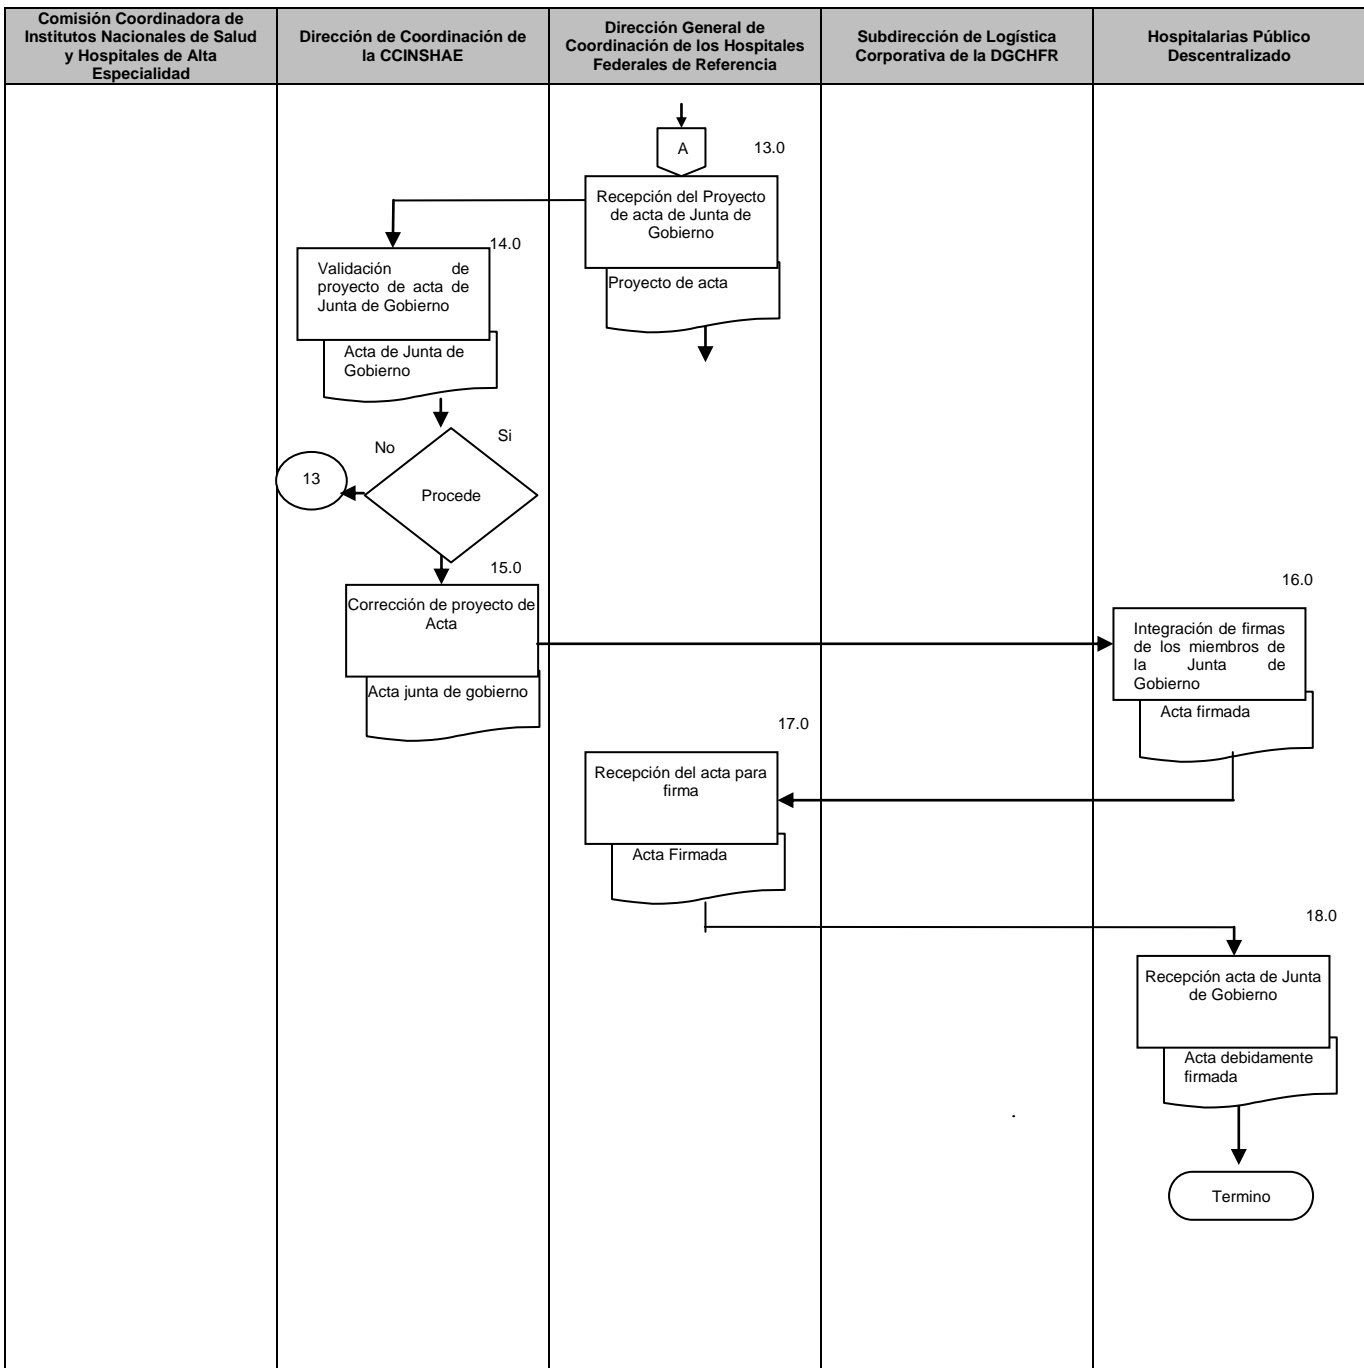 Comisión Coordinadora de
Institutos Nacionales de Salud
y Hospitales de Alta
Especialidad
Dirección de Coordinación de
la CCINSHAE
Dirección General de
Coordinación de los Hospitales
Federales de Referencia
Subdirección de Logística
Corporativa de la DGCHFR
Hospitalarias Público
Descentralizado
A
13.0
Recepción del Proyecto
de acta de Junta de
Gobierno
Proyecto de acta
14.0
Validación de
proyecto de acta de
Junta de Gobierno
Acta de Junta de
Gobierno
No
Si
13
Procede
15.0
Corrección de proyecto de
Acta
Acta junta de gobierno
16.0
Integración de firmas
de los miembros de
la Junta de
Gobierno
Acta firmada
17.0
Recepción del acta para
firma
Acta Firmada
18.0
Recepción acta de Junta
de Gobierno
Acta debidamente
firmada
.
Termino